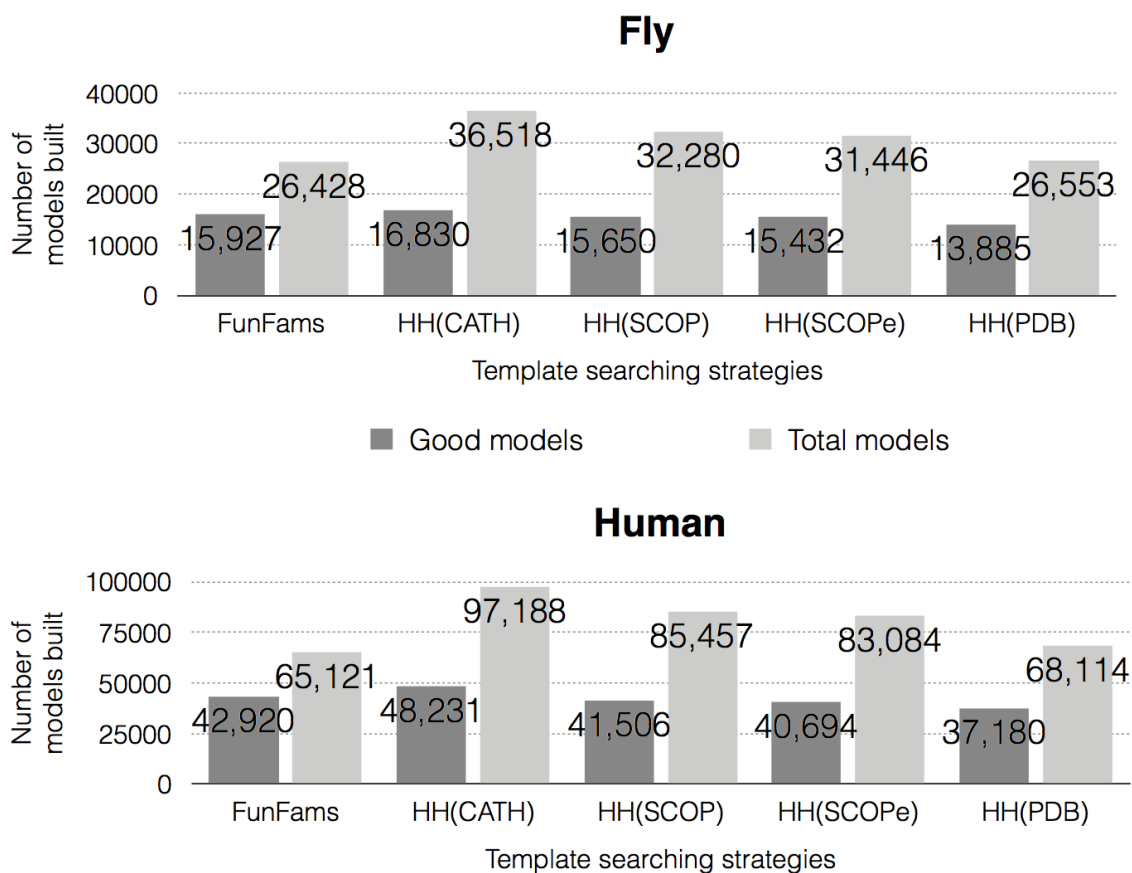 Fly
Number of
models built
40000
30000
20000
10000
0
15,927
26,428
16,830
36,518
15,650
32,280
15,432
31,446
13,885
26,553
FunFams
HH(CATH)
HH(SCOP)
HH(SCOPe)
HH(PDB)
Template searching strategies
Good models
Total models
Human
Number of
models built
100000
75000
50000
25000
0
42,920
65,121
48,231
97,188
41,506
85,457
40,694
83,084
37,180
68,114
FunFams
HH(CATH)
HH(SCOP)
HH(SCOPe)
HH(PDB)
Template searching strategies